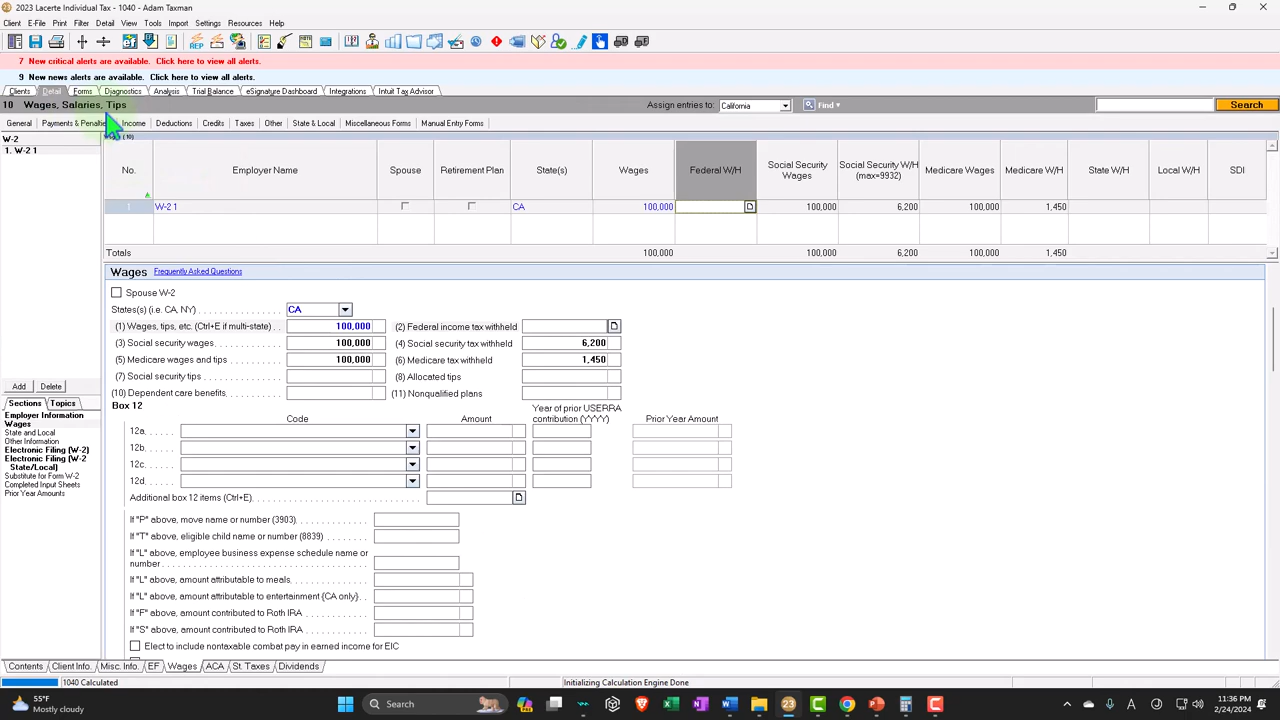 2023 Lacerte Individual Tax - 1040 - Adam Taxman
Client E-File Print Filter Detail View Tools Import Settings Resources Help
7 New critical alerts are available. Click here to view all alerts.
9 New news alerts are available. Click here to view all alerts.
Clients Detail Forms Diagnostics Analysis Trial Balance eSignature Dashboard Integrations Intuit Tax Advisor
10 Wages, Salaries, Tips Assign entries to: California Find Search
General Payments & Penalties Income Deductions Credits Taxes Other State & Local Miscellaneous Forms Manual Entry Forms
W-2
1. W-2 1
No. Employer Name Spouse Retirement Plan State(s) Wages Federal W/H Social Security Wages Social Security W/H (max=9932) Medicare Wages Medicare W/H State W/H Local W/H SDI
1 W-2 1 CA 100,000 100,000 6,200 100,000 1,450
Totals 100,000 100,000 6,200 100,000 1,450
Wages Frequently Asked Questions
Spouse W-2
States(s) (i.e. CA, NY) CA
(1) Wages, tips, etc. (Ctrl+E if multi-state) 100,000 (2) Federal income tax withheld
(3) Social security wages 100,000 (4) Social security tax withheld 6,200
(5) Medicare wages and tips 100,000 (6) Medicare tax withheld 1,450
(7) Social security tips (8) Allocated tips
(10) Dependent care benefits (11) Nonqualified plans
Box 12
Code Amount Year of prior USERRA contribution (YYYY) Prior Year Amount
12a
12b
12c
12d
Additional box 12 items (Ctrl+E)
If "P" above, move name or number (3903)
If "T" above, eligible child name or number (8839)
If "L" above, employee business expense schedule name or
number
If "L" above, amount attributable to meals
If "L" above, amount attributable to entertainment {CA only}
If "F" above, amount contributed to Roth IRA
If "S" above, amount contributed to Roth IRA
Elect to include nontaxable combat pay in earned income for EIC
Add Delete
Sections Topics
Employer Information
Wages
State and Local
Other Information
Electronic Filing (W-2)
Electronic Filing (W-2
State/Local)
Substitute for Form W-2
Completed Input Sheets
Prior Year Amounts
Contents Client Info. Misc. Info. EF Wages ACA St. Taxes Dividends
1040 Calculated Initializing Calculation Engine Done
55°F
Mostly cloudy
Search
11:36 PM
2/24/2024